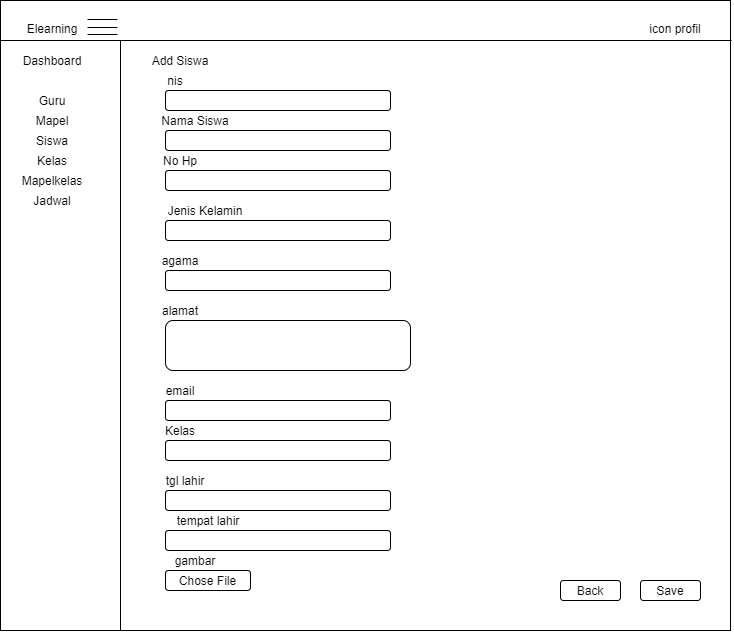 Elearning
icon profil
Dashboard
Guru
Mapel
Siswa
Kelas
Mapelkelas
Jadwal
Add Siswa
nis
Nama Siswa
No Hp
Jenis Kelamin
agama
alamat
email
Kelas
tgl lahir
tempat lahir
gambar
Chose File
Back
Save